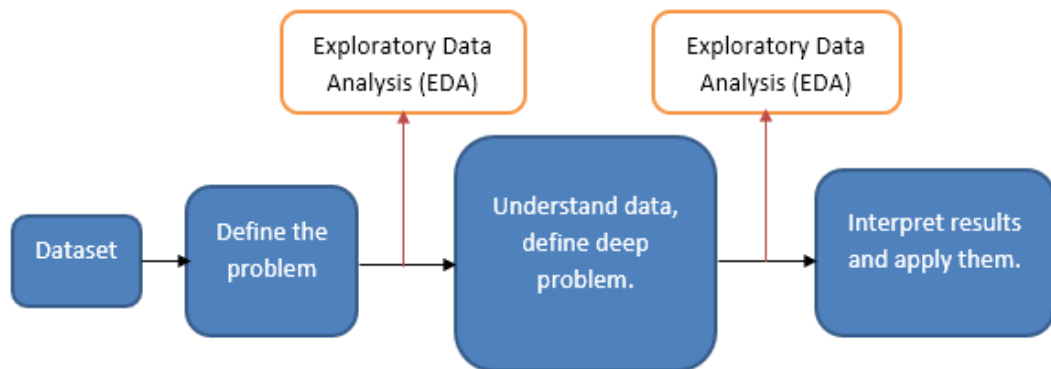 Exploratory Data
Analysis (EDA)
Exploratory Data
Analysis (EDA)
Dataset
Define the
problem
Understand data,
define deep
problem.
Interpret results
and apply them.